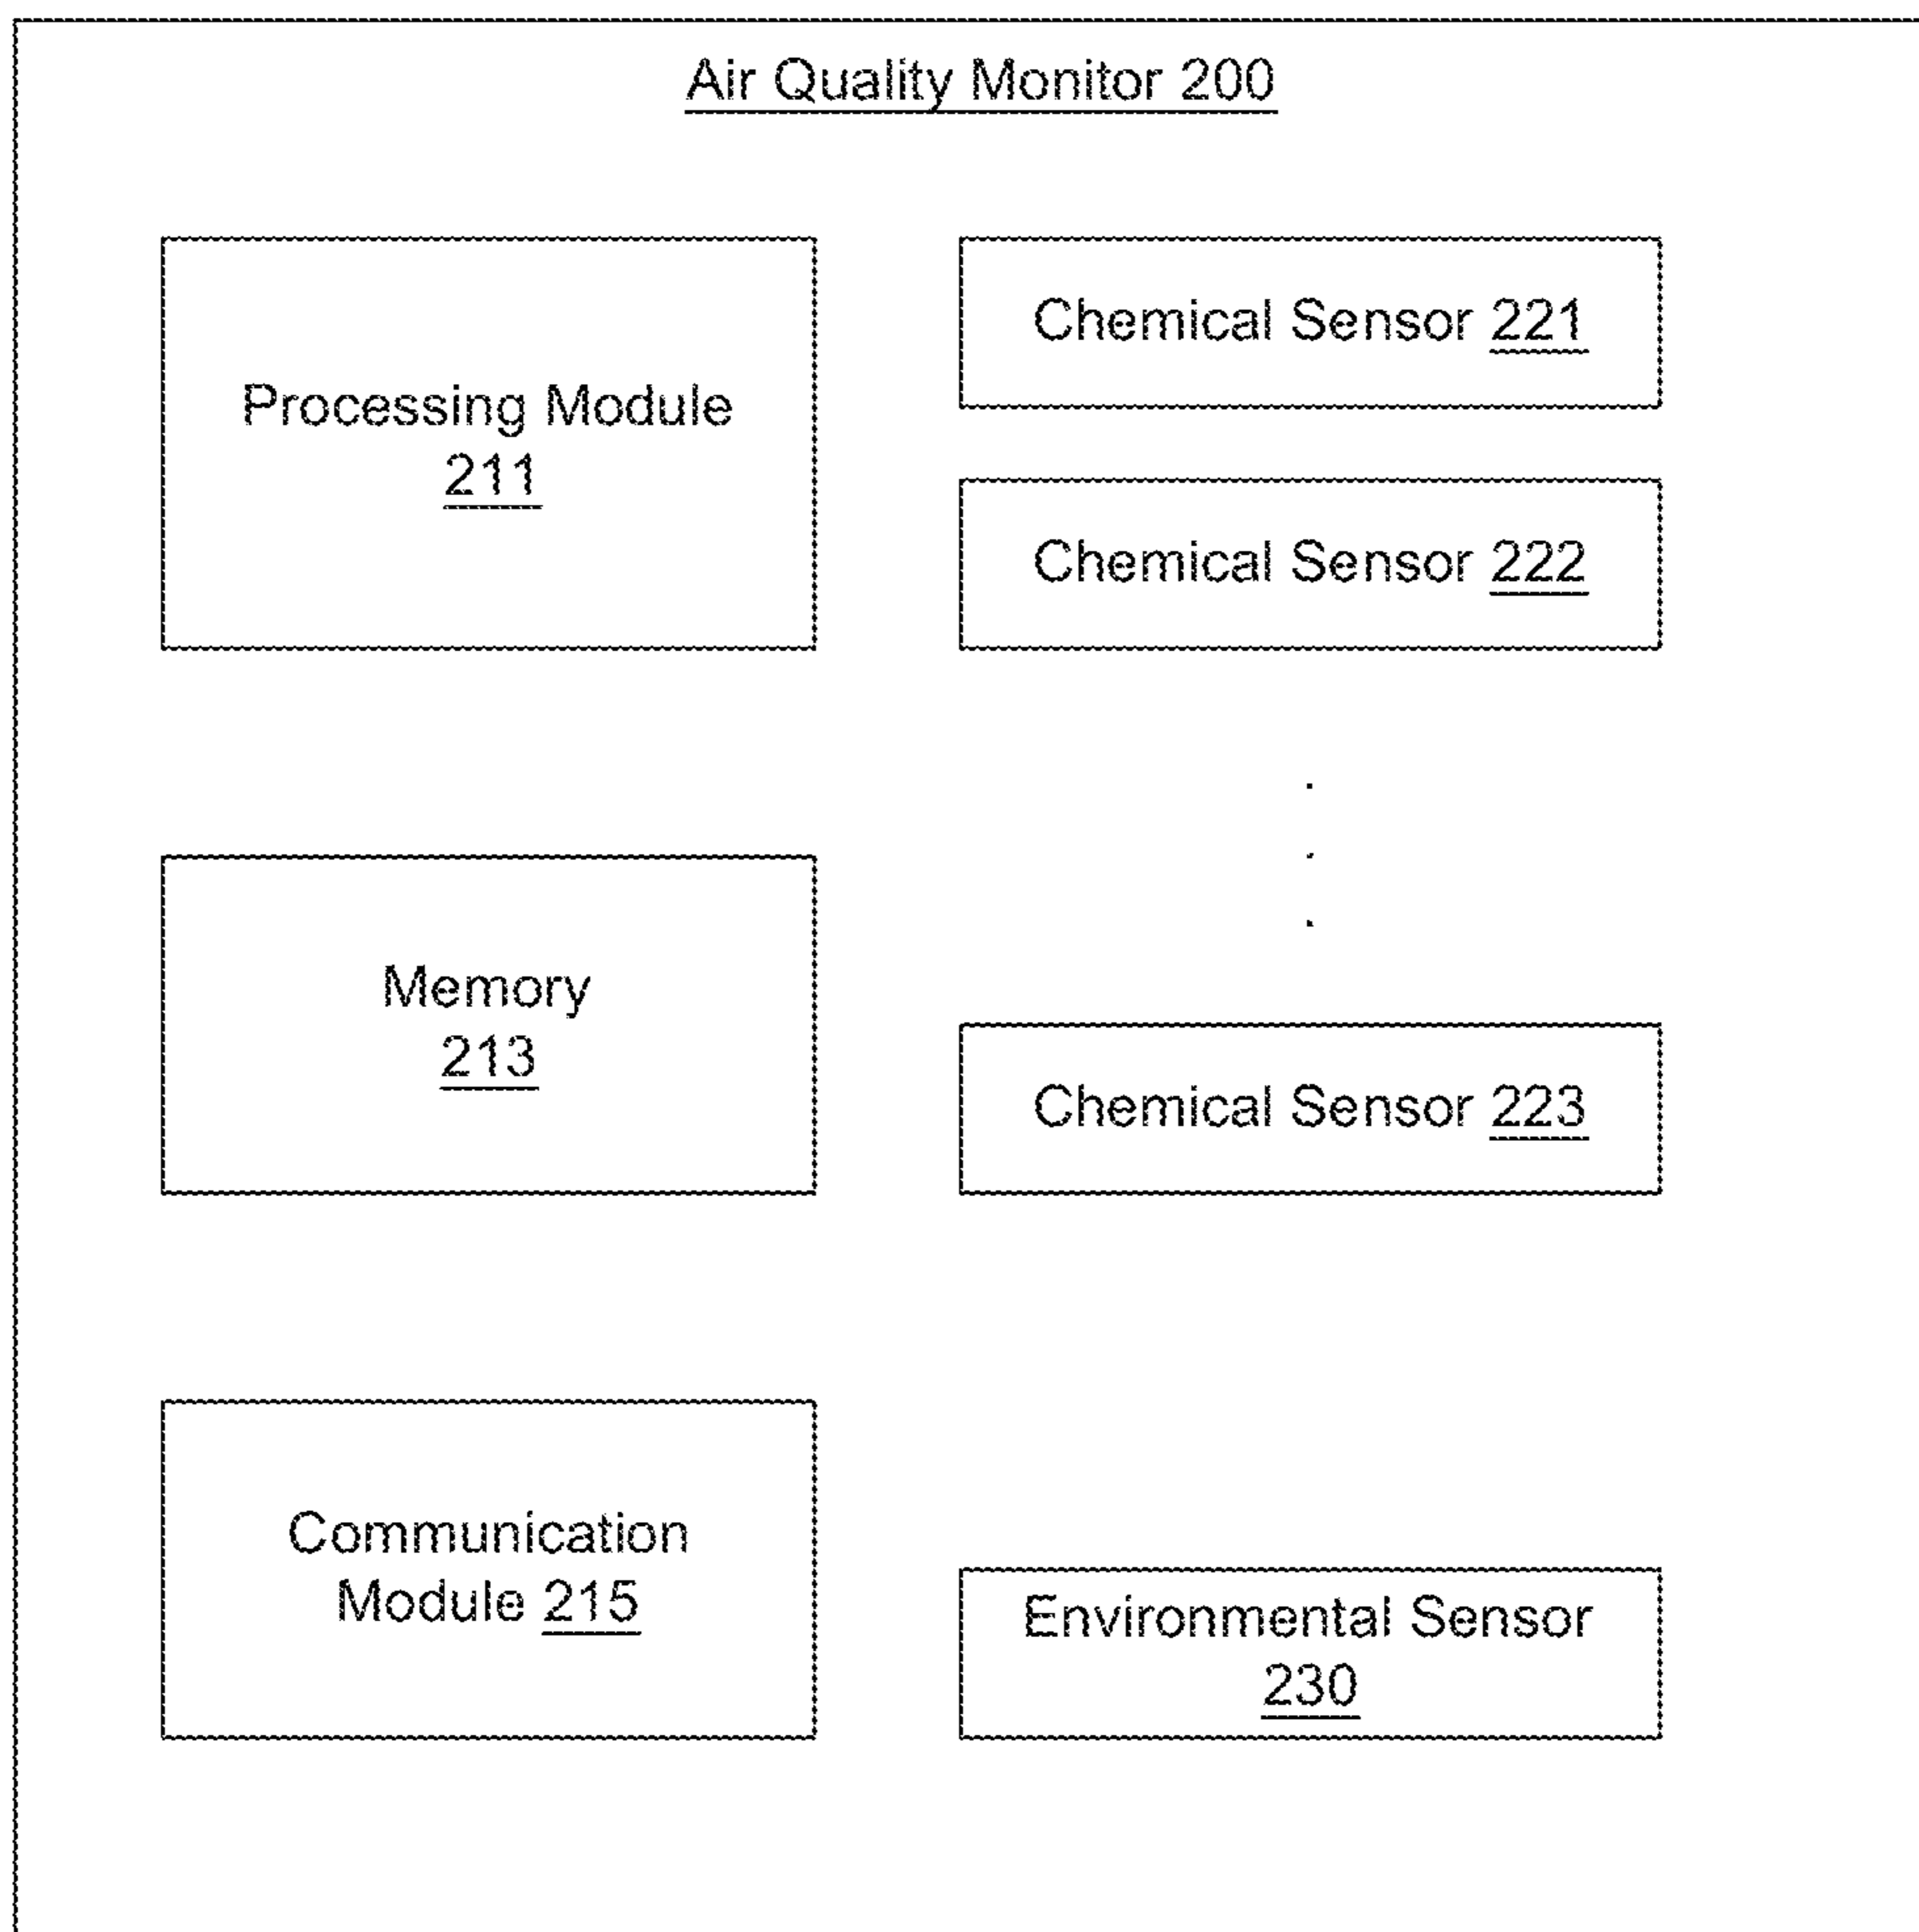 Air Quality Monitor 200
Processing Module
211
Chemical Sensor 221
Chemical Sensor 222
.
.
.
Memory
213
Chemical Sensor 223
Communication
Module 215
Environmental Sensor
230